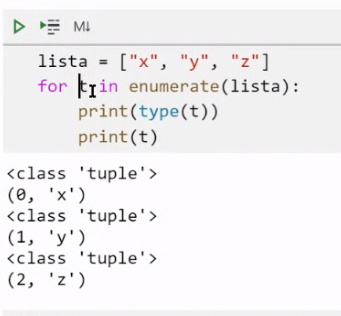 M↓
lista = ["x", "y", "z"]
for t in enumerate(lista):
    print(type(t))
    print(t)
<class 'tuple'>
(0, 'x')
<class 'tuple'>
(1, 'y')
<class 'tuple'>
(2, 'z')